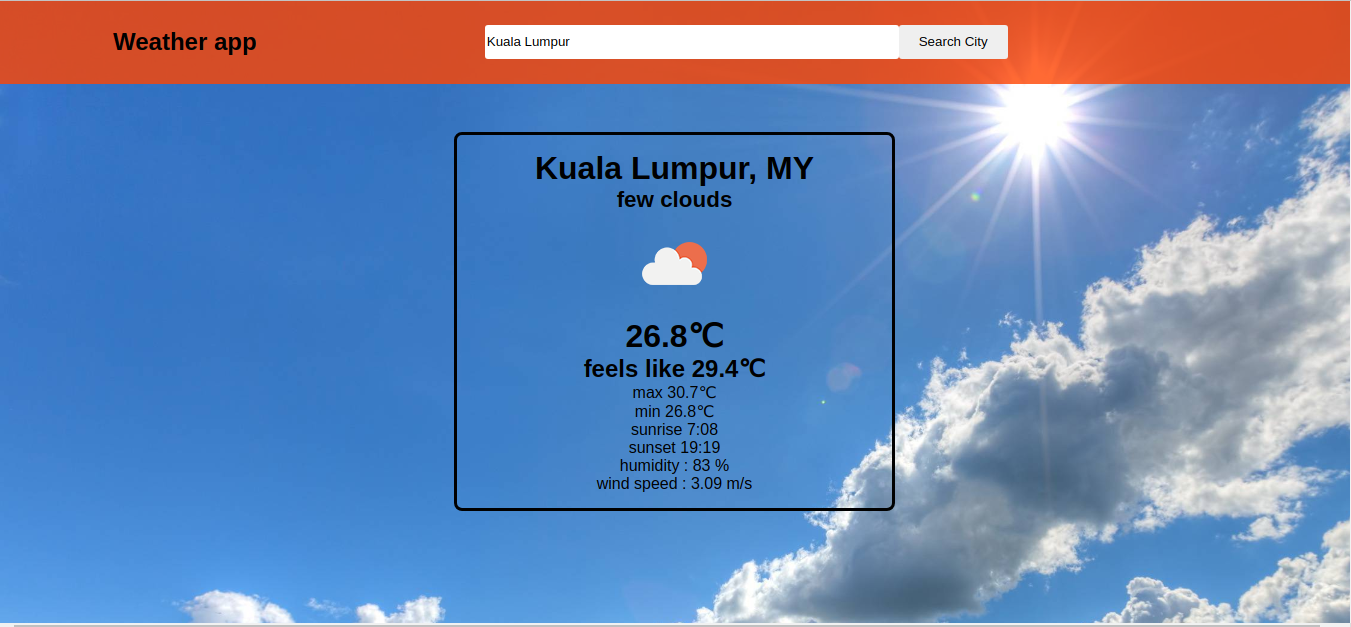 Weather app
Kuala Lumpur
Search City
Kuala Lumpur, MY
few clouds
26.8℃
feels like 29.4℃
max 30.7℃
min 26.8℃
sunrise 7:08
sunset 19:19
humidity : 83 %
wind speed : 3.09 m/s